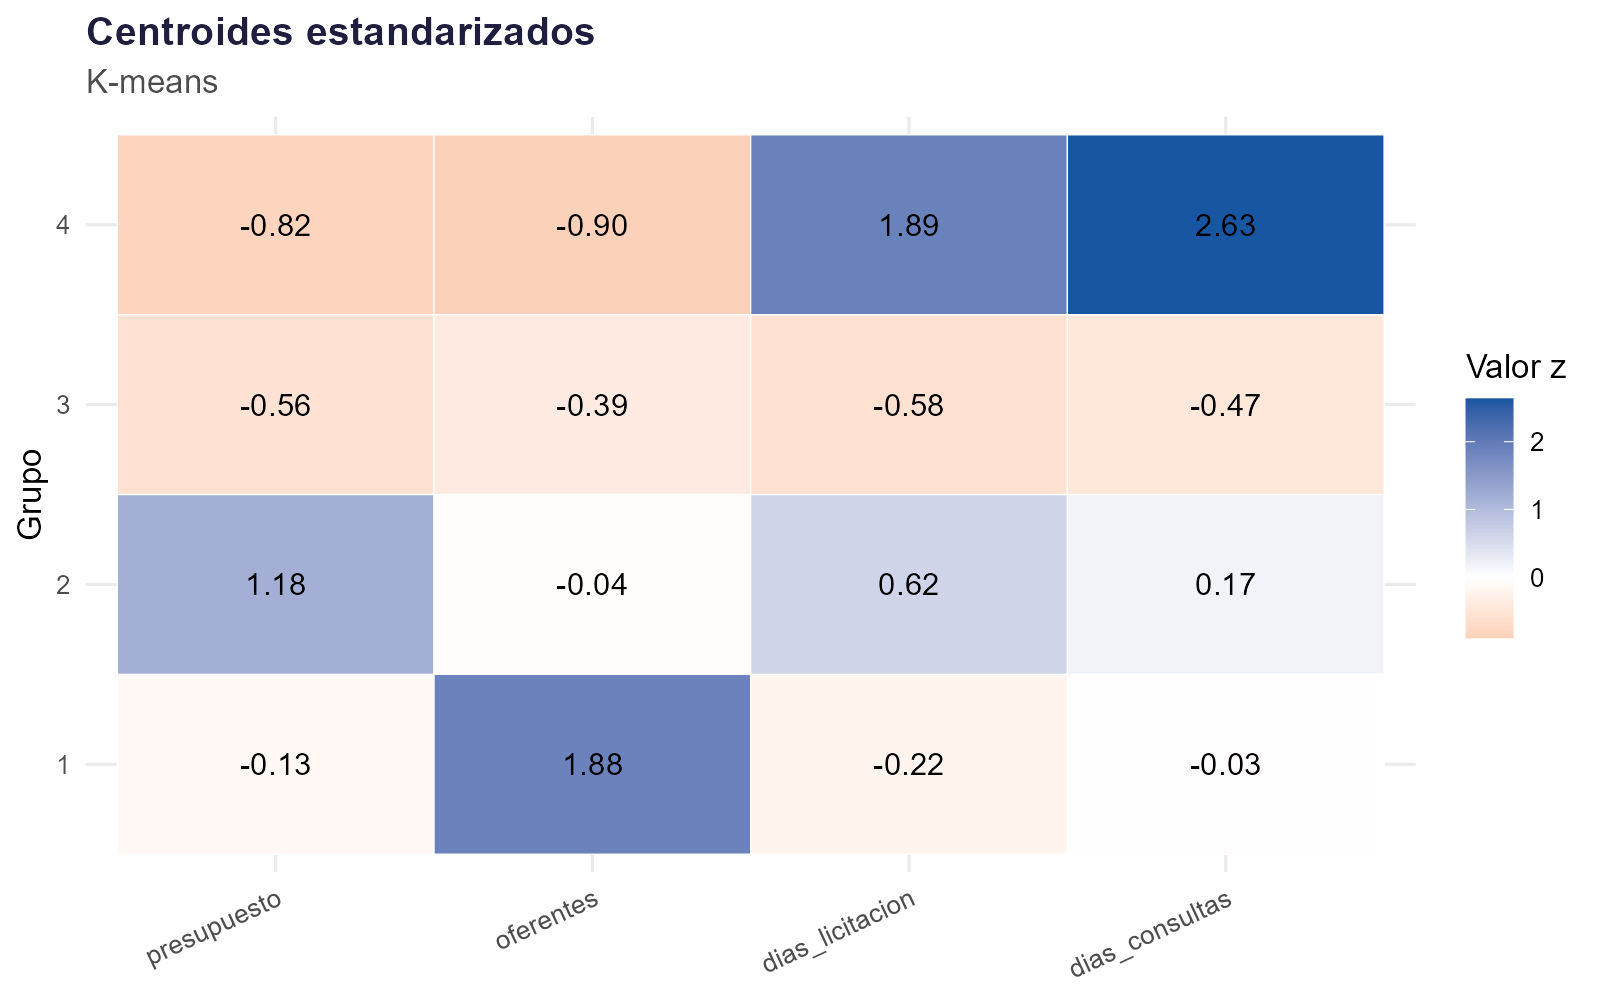 Centroides estandarizados
K-means
4 -0.82 -0.90 1.89 2.63
3 -0.56 -0.39 -0.58 -0.47
2 1.18 -0.04 0.62 0.17
1 -0.13 1.88 -0.22 -0.03
Grupo
presupuesto oferentes dias_licitacion dias_consultas
Valor z
2
1
0